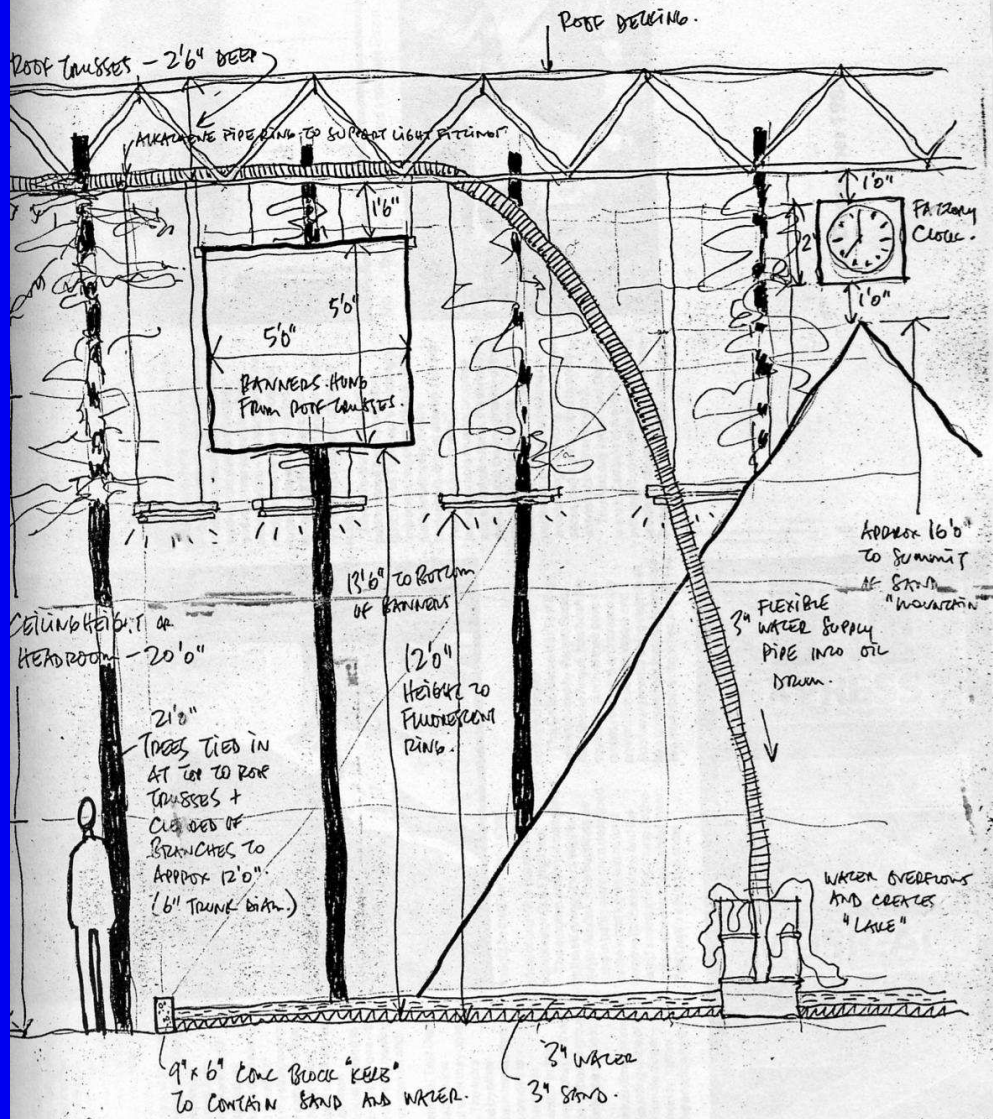 ROOF DECKING.
ROOF TRUSSES - 2'6" DEEP
PIPE RING TO SUPPORT LIGHT FITTINGS
1'6"
1'0"
FACTORY
CLOCK.
2'
1'0"
5'0"
5'0"
BANNERS HUNG
FROM ROOF TRUSSES.
APPROX 16'0"
TO SUMMIT
OF SAND
"MOUNTAIN"
13'6" TO BOTTOM
OF BANNERS
3" FLEXIBLE
WATER SUPPLY
PIPE INTO OIL
DRUM.
CEILING HEIGHT OR
HEADROOM - 20'0"
12'0"
HEIGHT TO
FLUORESCENT
RING.
21'0"
TREES TIED IN
AT TOP TO ROOF
TRUSSES +
OF
BRANCHES TO
APPROX 12'0".
(6" TRUNK DIAM.)
WATER OVERFLOWS
AND CREATES
"LAKE"
9" x 6" CONC BLOCK "KERB"
TO CONTAIN SAND AND WATER.
3" WATER
3" SAND.